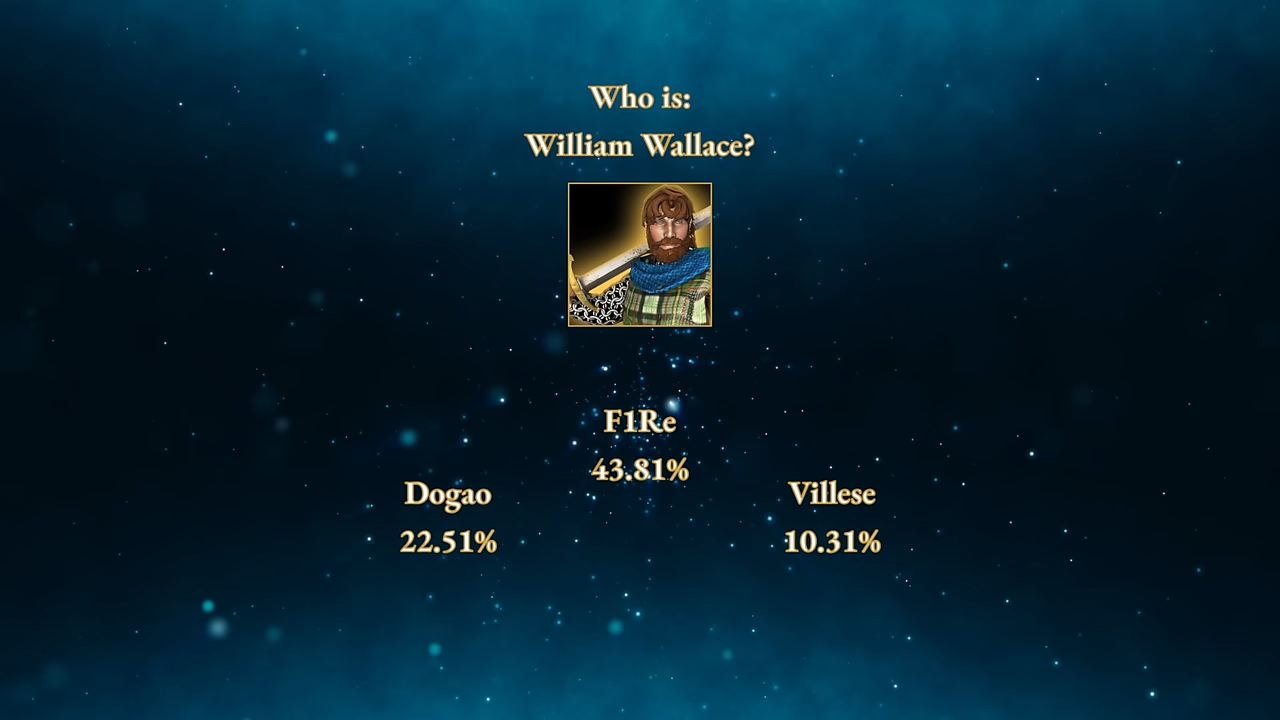 Who is:
William Wallace?
F1Re
43.81%
Dogao
22.51%
Villese
10.31%